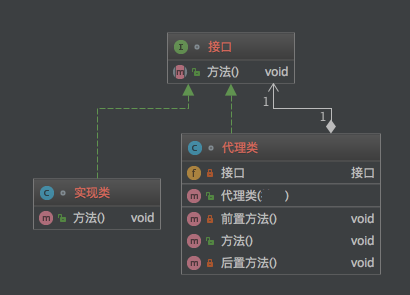 接口
方法() void
1
1
代理类
接口 接口
代理类( )
前置方法() void
方法() void
后置方法() void
实现类
方法() void